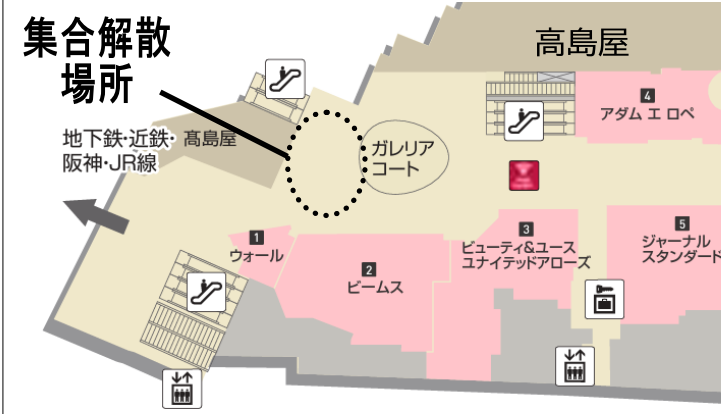 集合解散
場所
高島屋
地下鉄・近鉄・髙島屋
阪神・JR線
ガレリア
コート
4
アダム エ ロペ
1
ウォール
2
ビームス
3
ビューティ&ユース
ユナイテッドアローズ
5
ジャーナル
スタンダード